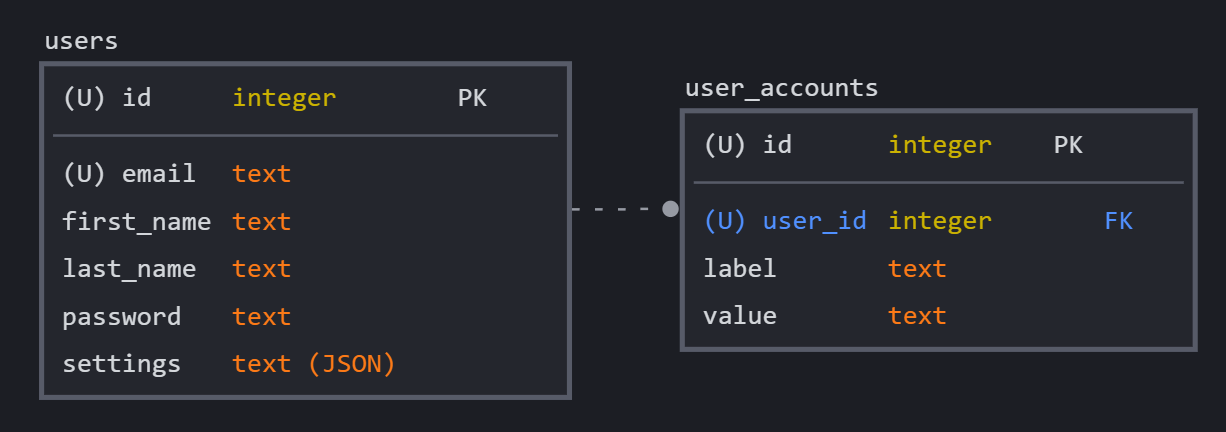 users
(U) id integer PK
(U) email text
first_name text
last_name text
password text
settings text (JSON)
user_accounts
(U) id integer PK
(U) user_id integer FK
label text
value text